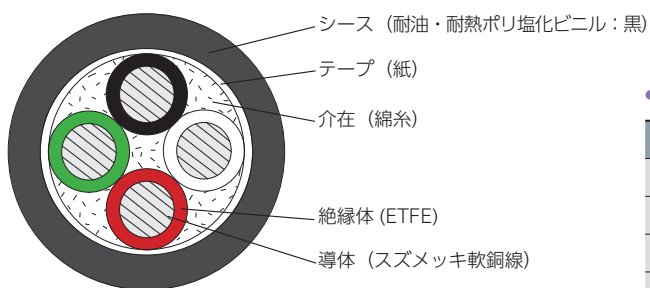 シース（耐油・耐熱ポリ塩化ビニル：黒）
テープ（紙）
介在（綿糸）
絶縁体 (ETFE)
導体（スズメッキ軟銅線）